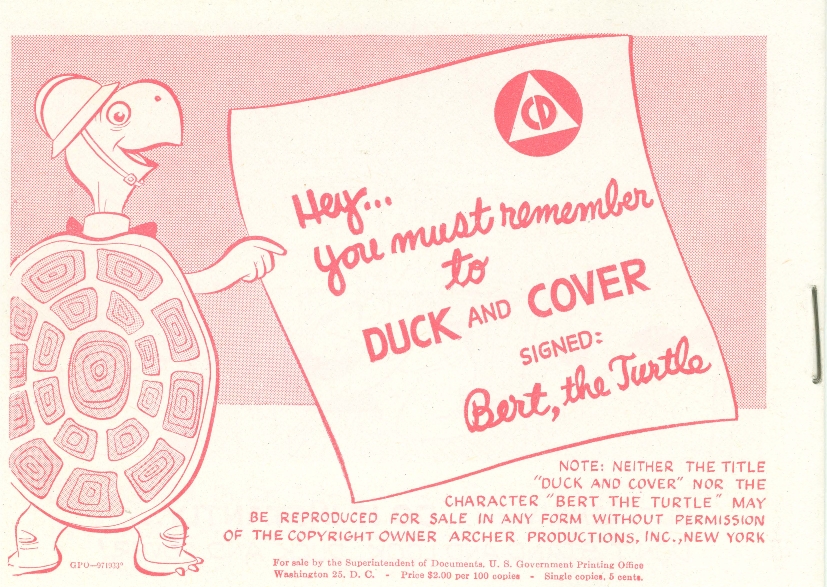 CD
Hey...
you must remember
to
DUCK AND COVER
SIGNED:
Bert, the Turtle
NOTE: NEITHER THE TITLE
"DUCK AND COVER" NOR THE
CHARACTER "BERT THE TURTLE" MAY
BE REPRODUCED FOR SALE IN ANY FORM WITHOUT PERMISSION
OF THE COPYRIGHT OWNER ARCHER PRODUCTIONS, INC., NEW YORK
For sale by the Superintendent of Documents, U. S. Government Printing Office
Washington 25, D. C. - Price $2.00 per 100 copies - Single copies, 5 cents.